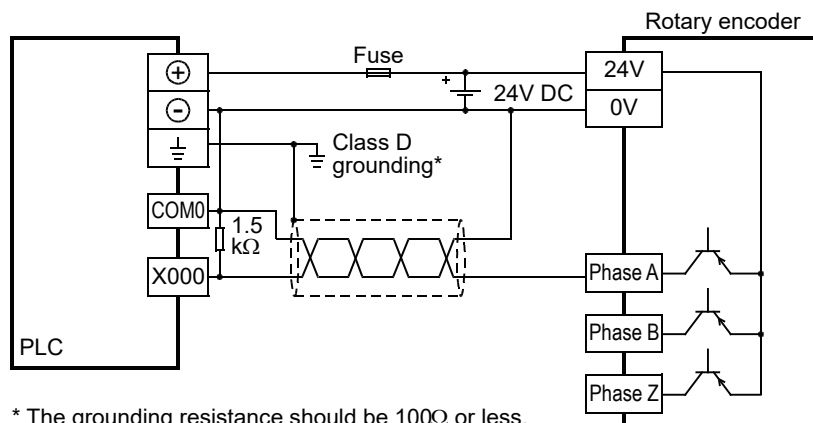 Rotary encoder
Fuse
24V
+
24V DC
0V
Class D
grounding*
COM0
1.5
kΩ
X000
Phase A
Phase B
PLC
Phase Z
* The grounding resistance should be 100Ω or less.